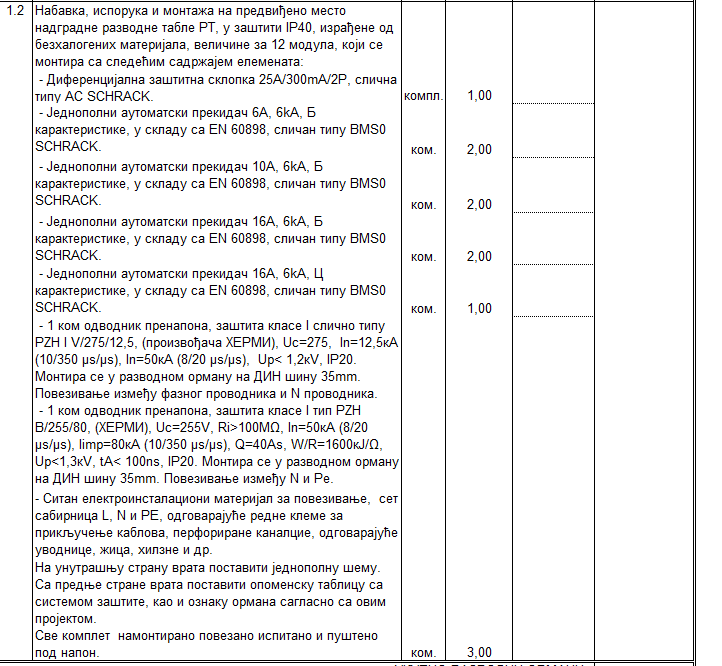 1.2 Набавка, испорука и монтажа на предвиђено место
надградне разводне табле РТ, у заштити IP40, израђене од
безхалогених материјала, величине за 12 модула, који се
монтира са следећим садржајем елемената:
- Диференцијална заштитна склопка 25А/300mA/2P, слична
типу AC SCHRACK. компл. 1,00
- Једнополни аутоматски прекидач 6А, 6kA, Б
карактеристике, у складу са EN 60898, сличан типу BMS0
SCHRACK. ком. 2,00
- Једнополни аутоматски прекидач 10А, 6kA, Б
карактеристике, у складу са EN 60898, сличан типу BMS0
SCHRACK. ком. 2,00
- Једнополни аутоматски прекидач 16А, 6kA, Б
карактеристике, у складу са EN 60898, сличан типу BMS0
SCHRACK. ком. 2,00
- Једнополни аутоматски прекидач 16А, 6kA, Ц
карактеристике, у складу са EN 60898, сличан типу BMS0
SCHRACK. ком. 1,00
- 1 ком одводник пренапона, заштита класе I слично типу
PZH I V/275/12,5, (произвођача ХЕРМИ), Uc=275, In=12,5кА
(10/350 µs/µs), In=50кА (8/20 µs/µs), Up< 1,2кV, IP20.
Монтира се у разводном орману на ДИН шину 35mm.
Повезивање између фазног проводника и N проводника.
- 1 ком одводник пренапона, заштита класе I тип PZH
B/255/80, (ХЕРМИ), Uc=255V, Ri>100MΩ, In=50кА (8/20
µs/µs), Iimp=80кА (10/350 µs/µs), Q=40As, W/R=1600кJ/Ω,
Up<1,3кV, tA< 100ns, IP20. Монтира се у разводном орману
на ДИН шину 35mm. Повезивање између N и Pe.
- Ситан електроинсталациони материјал за повезивање, сет
сабирница L, N и PE, одговарајуће редне клеме за
прикључење каблова, перфориране каналције, одговарајуће
уводнице, жица, хилзне и др.
На унутрашњу страну врата поставити једнополну шему.
Са предње стране врата поставити опоменску таблицу са
системом заштите, као и ознаку ормана сагласно са овим
пројектом.
Све комплет намонтирано повезано испитано и пуштено
под напон. ком. 3,00